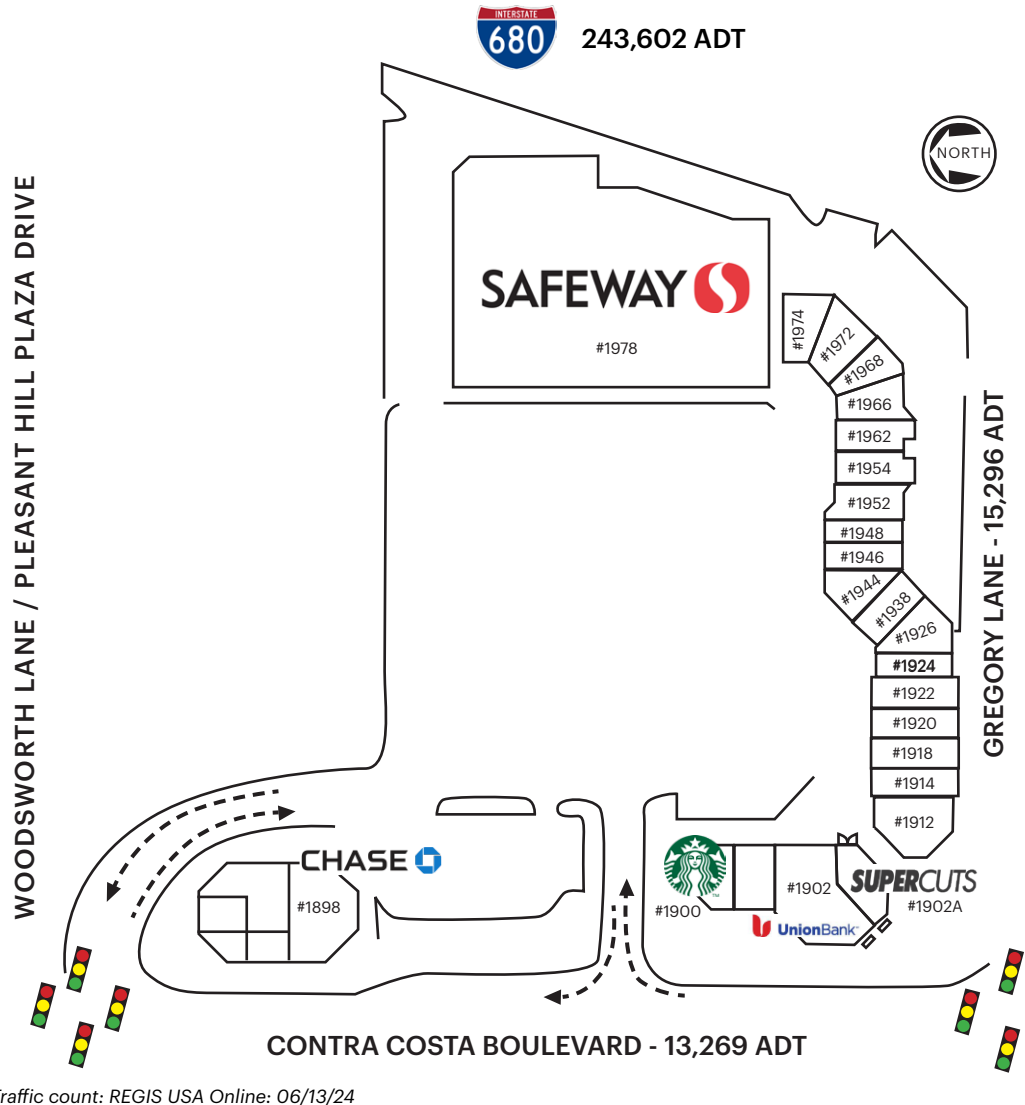 INTERSTATE
680
243,602 ADT
NORTH
WOODSWORTH LANE / PLEASANT HILL PLAZA DRIVE
SAFEWAY
#1978
#1974
#1972
#1968
#1966
#1962
#1954
#1952
#1948
#1946
#1944
#1938
#1926
#1924
#1922
#1920
#1918
#1914
#1912
GREGORY LANE - 15,296 ADT
CHASE
#1898
#1900
#1902
UnionBank
SUPERCUTS
#1902A
CONTRA COSTA BOULEVARD - 13,269 ADT
Traffic count: REGIS USA Online: 06/13/24